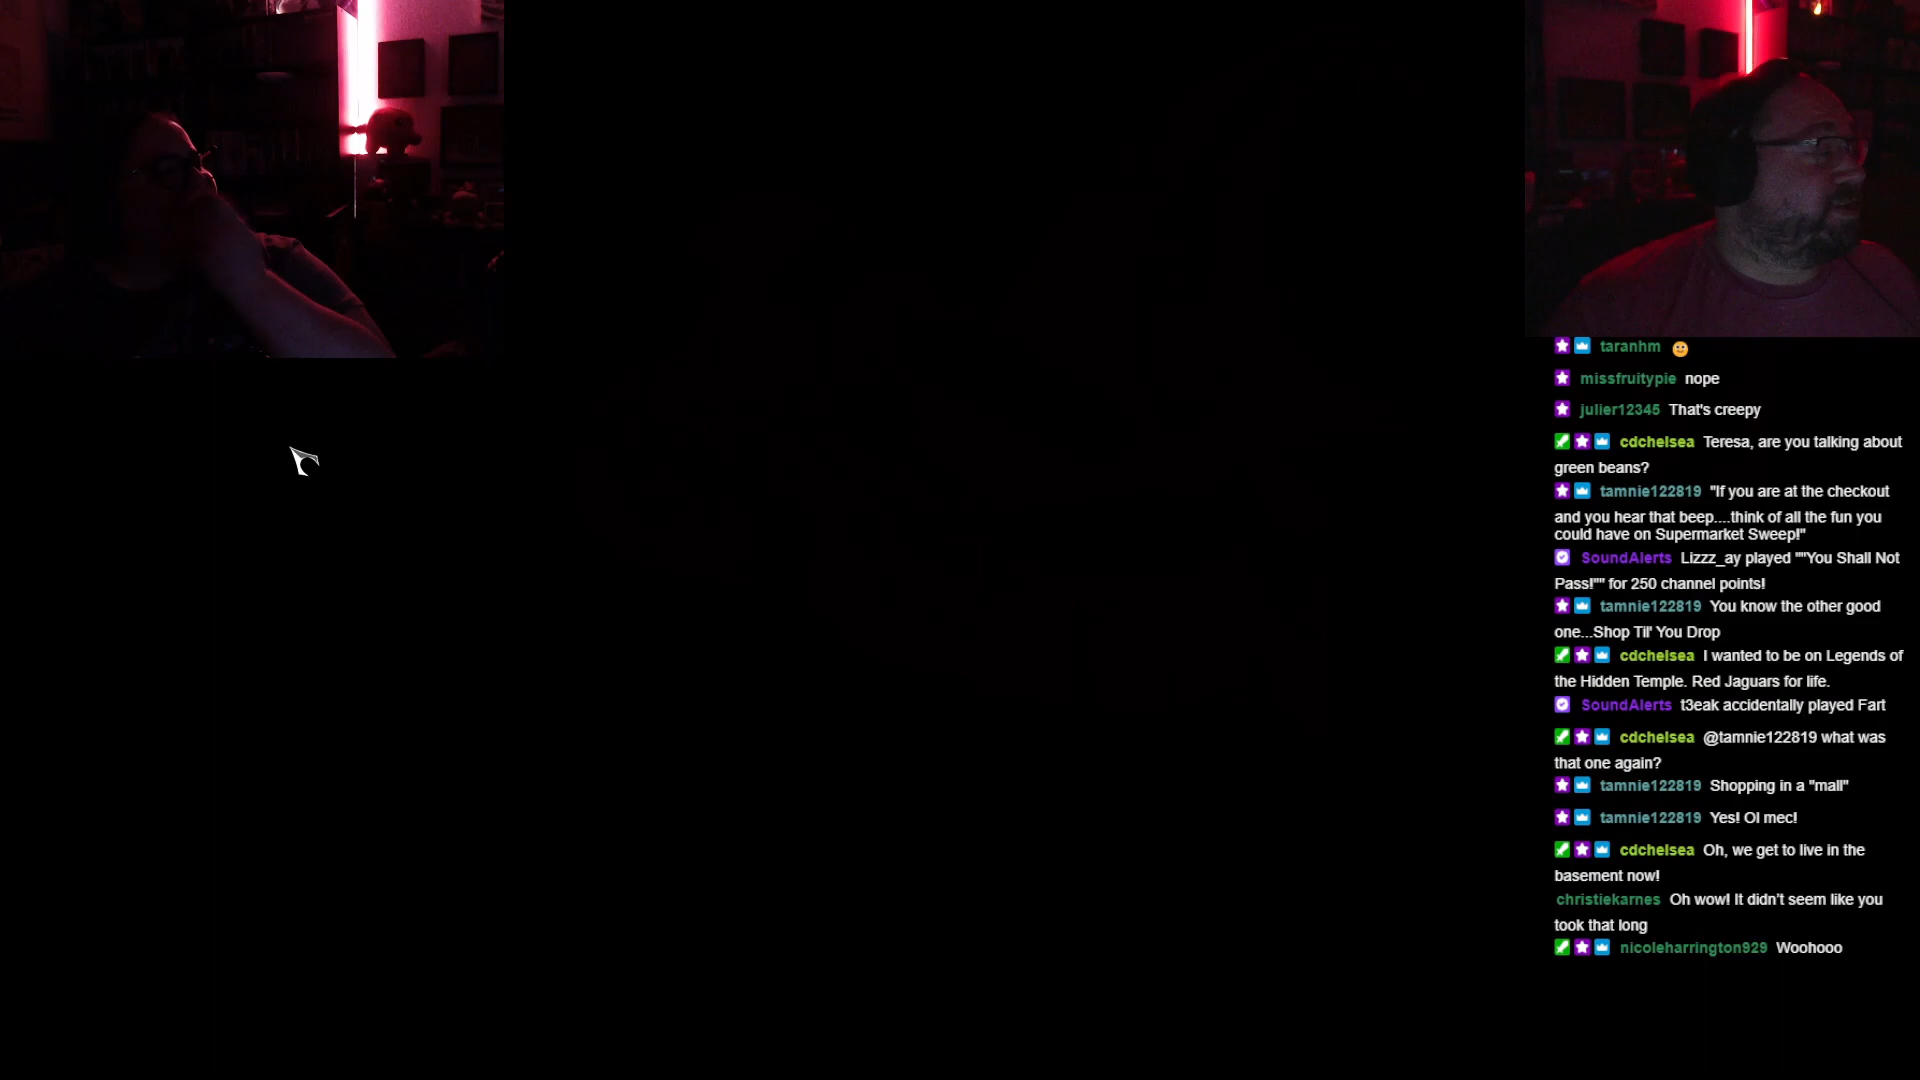 taranhm
missfruitypie nope
julier12345 That's creepy
cdchelsea Teresa, are you talking about
green beans?
tamnie122819 "If you are at the checkout
and you hear that beep....think of all the fun you
could have on Supermarket Sweep!"
SoundAlerts Lizzz_ay played ""You Shall Not
Pass!"" for 250 channel points!
tamnie122819 You know the other good
one...Shop Til' You Drop
cdchelsea I wanted to be on Legends of
the Hidden Temple. Red Jaguars for life.
SoundAlerts t3eak accidentally played Fart
cdchelsea @tamnie122819 what was
that one again?
tamnie122819 Shopping in a "mall"
tamnie122819 Yes! Ol mec!
cdchelsea Oh, we get to live in the
basement now!
christiekarnes Oh wow! It didn't seem like you
took that long
nicoleharrington929 Woohooo